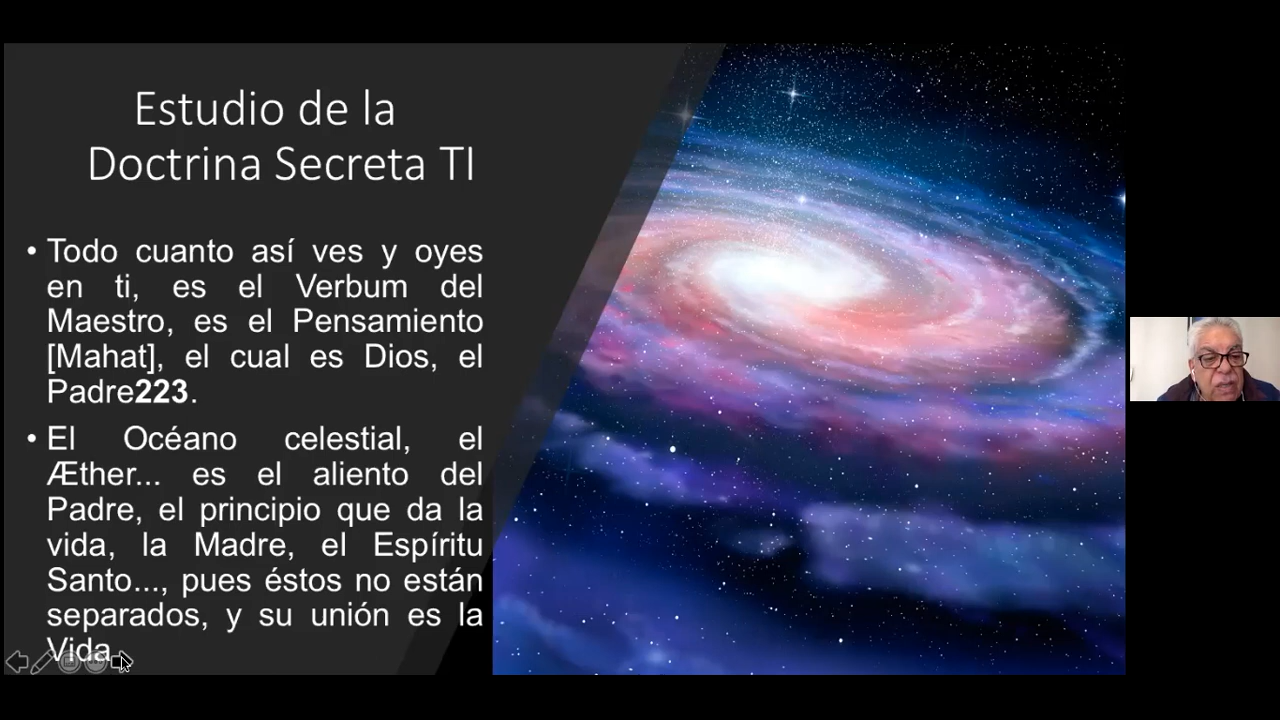 Estudio de la
Doctrina Secreta TI
• Todo cuanto así ves y oyes
en ti, es el Verbum del
Maestro, es el Pensamiento
[Mahat], el cual es Dios, el
Padre223.
• El Océano celestial, el
Æther... es el aliento del
Padre, el principio que da la
vida, la Madre, el Espíritu
Santo..., pues éstos no están
separados, y su unión es la
Vida